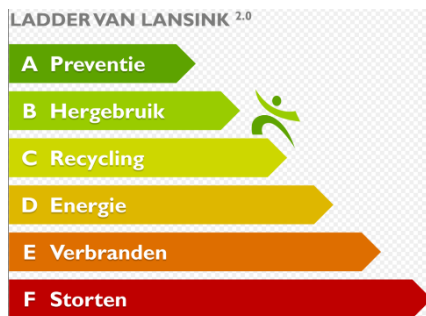 LADDER VAN LANSINK 2.0
A Preventie
B Hergebruik
C Recycling
D Energie
E Verbranden
F Storten